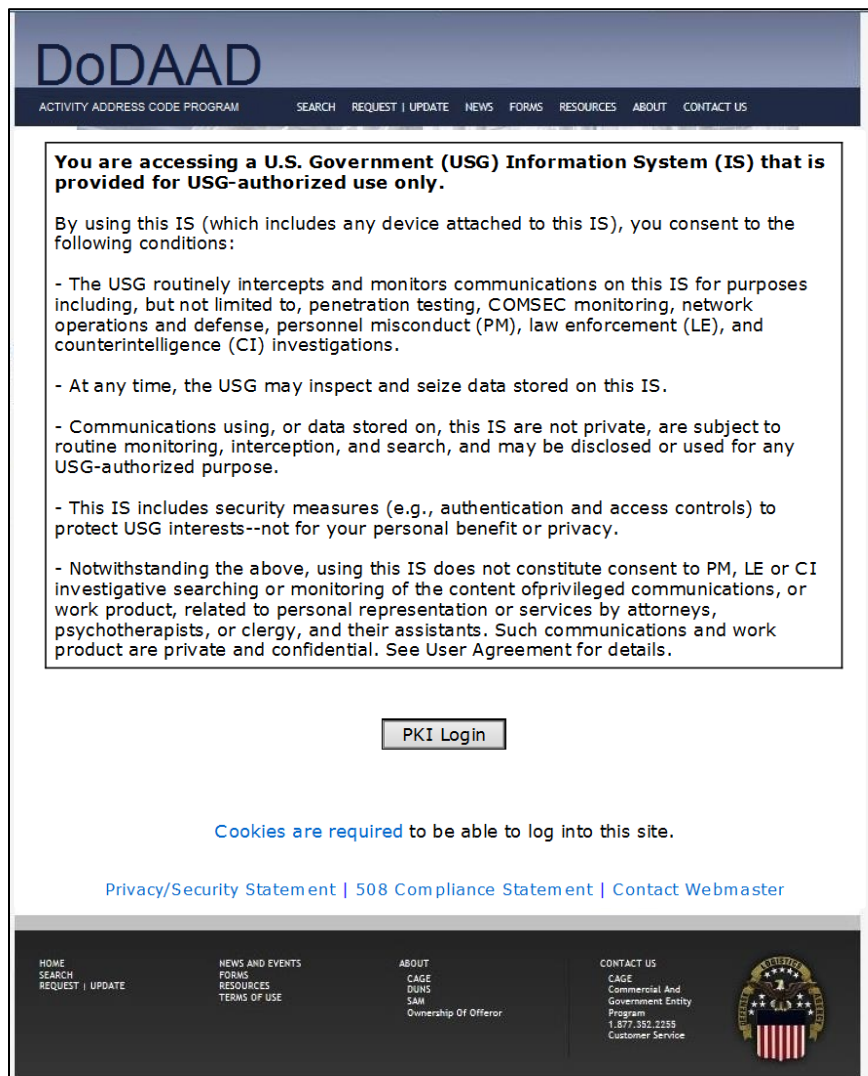 DoDAAD
ACTIVITY ADDRESS CODE PROGRAM SEARCH REQUEST | UPDATE NEWS FORMS RESOURCES ABOUT CONTACT US
You are accessing a U.S. Government (USG) Information System (IS) that is
provided for USG-authorized use only.
By using this IS (which includes any device attached to this IS), you consent to the
following conditions:
- The USG routinely intercepts and monitors communications on this IS for purposes
including, but not limited to, penetration testing, COMSEC monitoring, network
operations and defense, personnel misconduct (PM), law enforcement (LE), and
counterintelligence (CI) investigations.
- At any time, the USG may inspect and seize data stored on this IS.
- Communications using, or data stored on, this IS are not private, are subject to
routine monitoring, interception, and search, and may be disclosed or used for any
USG-authorized purpose.
- This IS includes security measures (e.g., authentication and access controls) to
protect USG interests--not for your personal benefit or privacy.
- Notwithstanding the above, using this IS does not constitute consent to PM, LE or CI
investigative searching or monitoring of the content ofprivileged communications, or
work product, related to personal representation or services by attorneys,
psychotherapists, or clergy, and their assistants. Such communications and work
product are private and confidential. See User Agreement for details.
PKI Login
Cookies are required to be able to log into this site.
Privacy/Security Statement | 508 Compliance Statement | Contact Webmaster
HOME
SEARCH
REQUEST | UPDATE
NEWS AND EVENTS
FORMS
RESOURCES
TERMS OF USE
ABOUT
CAGE
DUNS
SAM
Ownership Of Offeror
CONTACT US
CAGE
Commercial And
Government Entity
Program
1.877.352.2255
Customer Service
LOGISTICS
DEFENSE
AGENCY